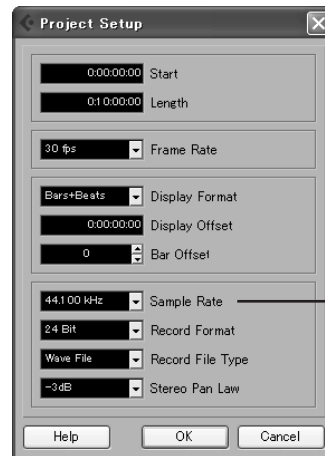 Project Setup
0:00:00:00 Start
0:10:00:00 Length
30 fps Frame Rate
Bars+Beats Display Format
0:00:00:00 Display Offset
0 Bar Offset
44.100 kHz Sample Rate
24 Bit Record Format
Wave File Record File Type
-3dB Stereo Pan Law
Help OK Cancel